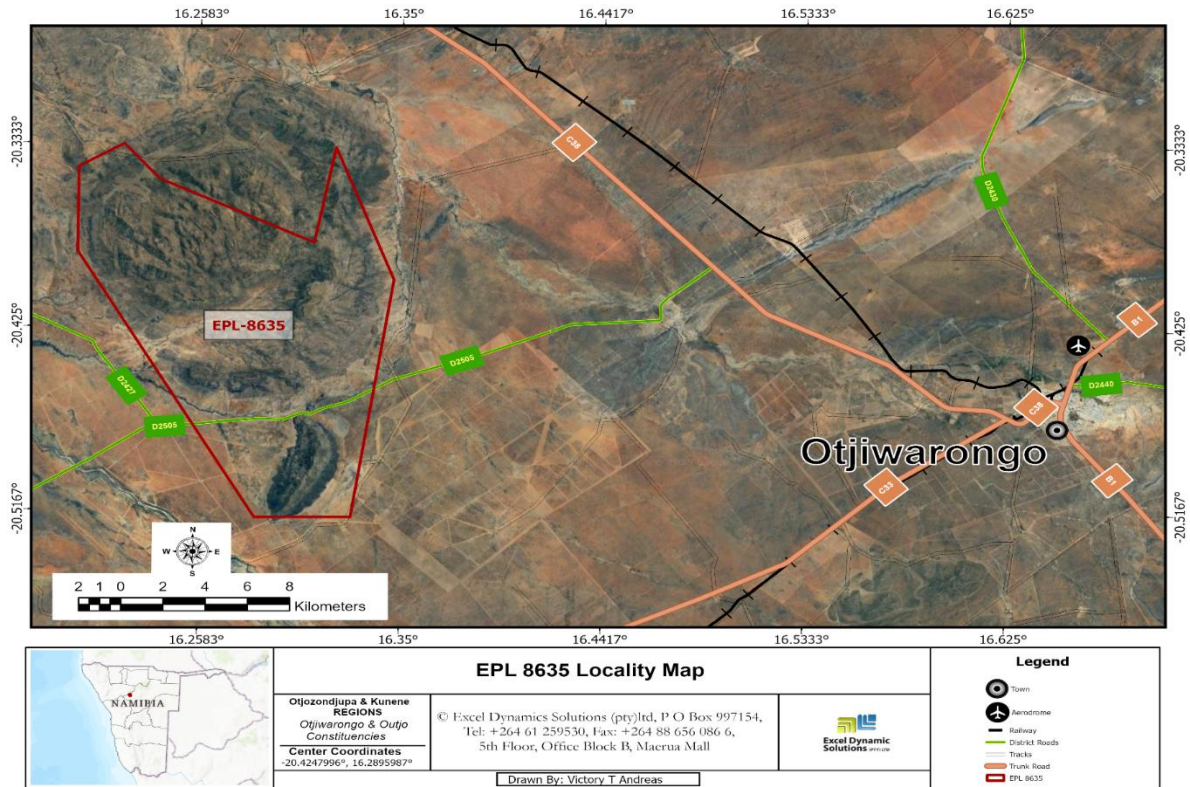 16.2583
16.35
16.4417
16.5333
16.625
-20.3333°
-20.3333°
-20.425°
-20.425°
-20.5167°
-20.5167°
C38
D2430
EPL-8635
D2505
B1
D2427
D2505
D2440
C38
Otjiwarongo
C33
B1
N
W
E
S
2 1 0 2 4 6 8
Kilometers
16.2583
16.35
16.4417
16.5333
16.625
NAMIBIA
EPL 8635 Locality Map
Otjozondjupa & Kunene
REGIONS
Otjiwarongo & Outjo
Constituencies
Center Coordinates
-20.4247996°, 16.2895987°
© Excel Dynamics Solutions (pty)ltd, P O Box 997154,
Tel: +264 61 259530, Fax: +264 88 656 086 6,
5th Floor, Office Block B, Maerua Mall
Drawn By: Victory T Andreas
Excel Dynamic
Solutions (PTY) LTD
Legend
Town
Aerodrome
Railway
District Roads
Tracks
Trunk Road
EPL 8635